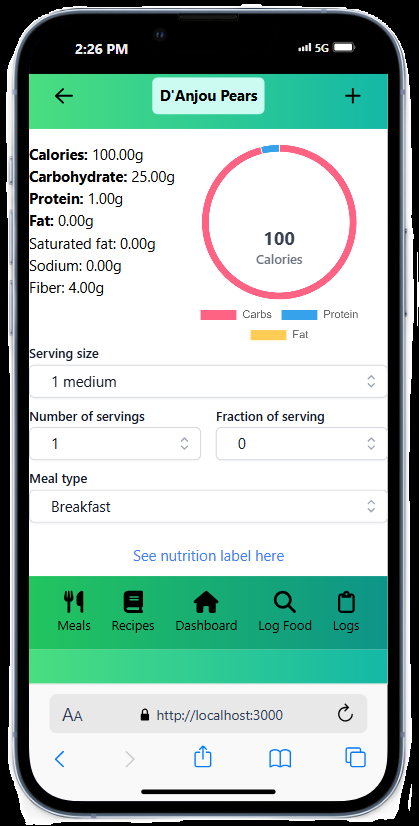 2:26 PM 5G
D'Anjou Pears
Calories: 100.00g
Carbohydrate: 25.00g
Protein: 1.00g
Fat: 0.00g
Saturated fat: 0.00g
Sodium: 0.00g
Fiber: 4.00g
100
Calories
Carbs Protein
Fat
Serving size
1 medium
Number of servings Fraction of serving
1 0
Meal type
Breakfast
See nutrition label here
Meals Recipes Dashboard Log Food Logs
AA http://localhost:3000